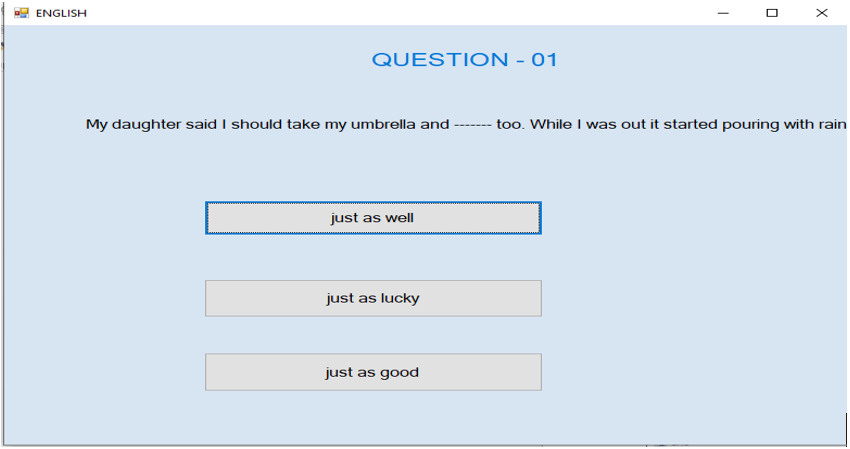 ENGLISH
QUESTION - 01
My daughter said I should take my umbrella and ------- too. While I was out it started pouring with rain
just as well
just as lucky
just as good